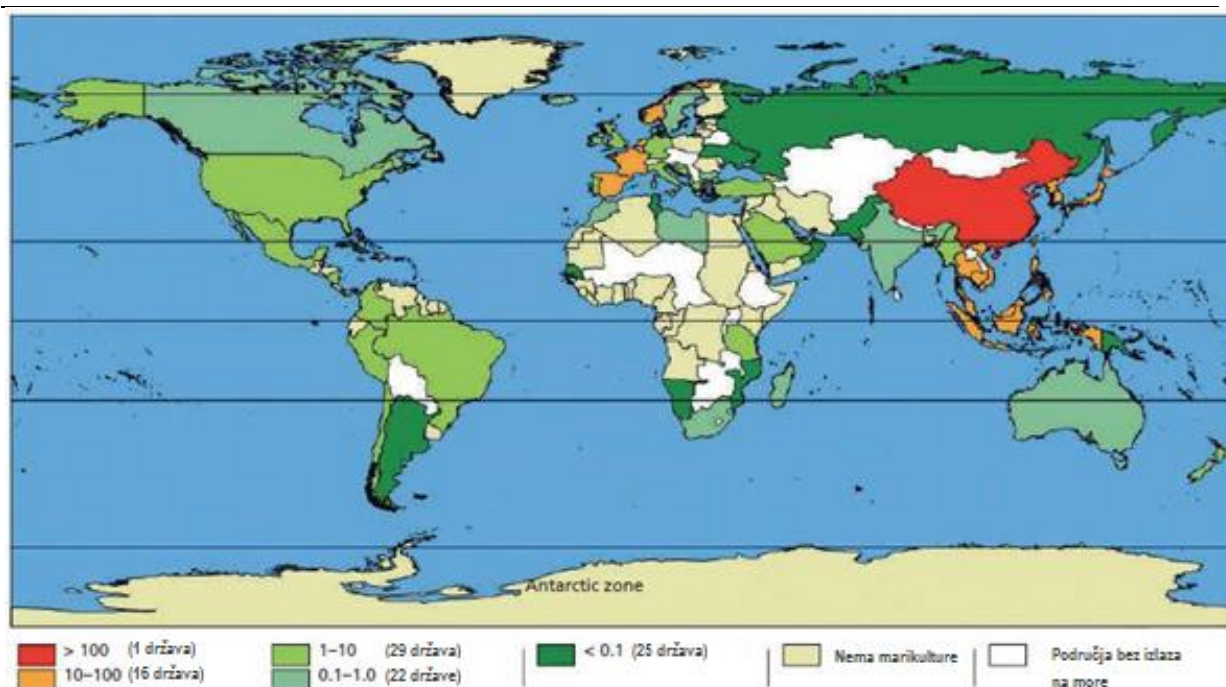 Antarctic zone
> 100 (1 država)
10–100 (16 država)
1–10 (29 država)
0.1–1.0 (22 države)
< 0.1 (25 država)
Nema marikulture
Područja bez izlaza
na more